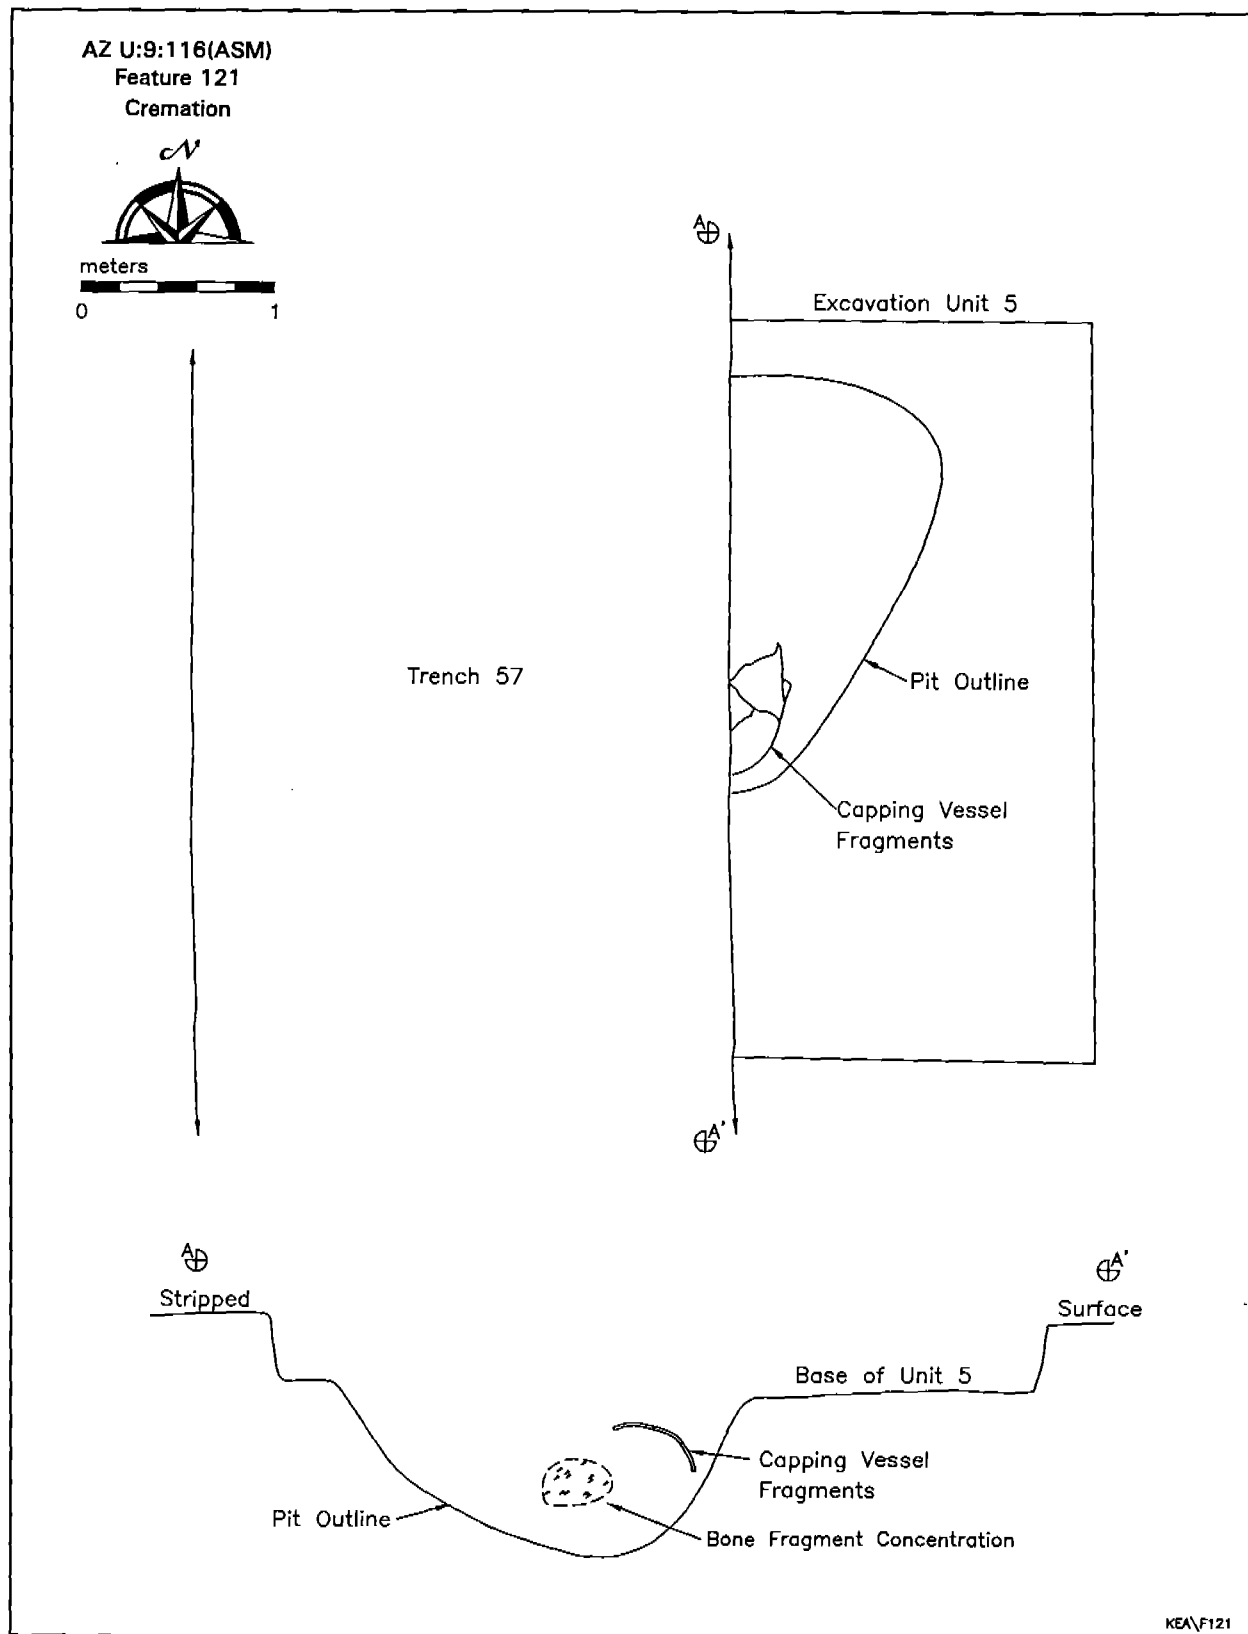 AZ U:9:116(ASM)
Feature 121
Cremation
N
meters
0 1
A
Excavation Unit 5
Trench 57
Pit Outline
Capping Vessel
Fragments
A'
A
A'
Stripped
Surface
Base of Unit 5
Capping Vessel
Fragments
Pit Outline
Bone Fragment Concentration
KEA\F121